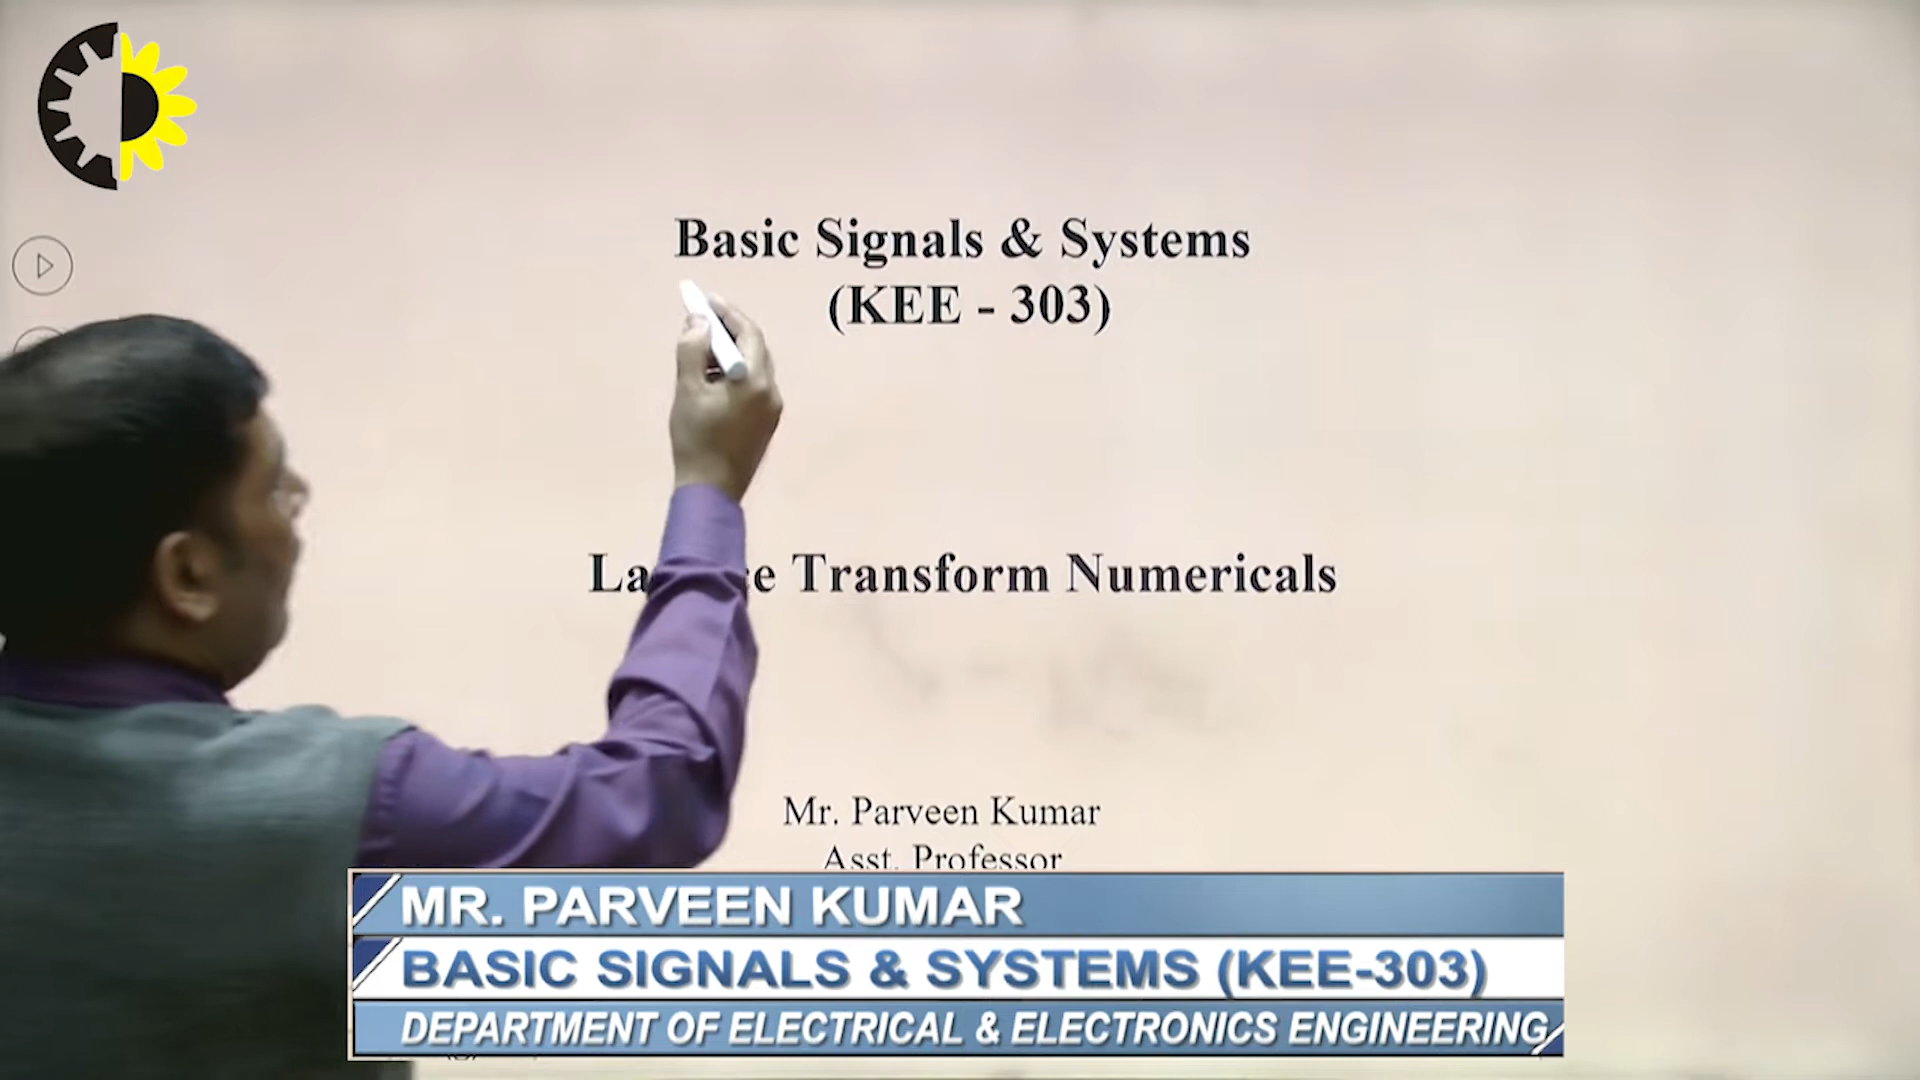 Basic Signals & Systems
(KEE - 303)
Transform Numericals
Mr. Parveen Kumar
Asst. Professor
MR. PARVEEN KUMAR
BASIC SIGNALS & SYSTEMS (KEE-303)
DEPARTMENT OF ELECTRICAL & ELECTRONICS ENGINEERING